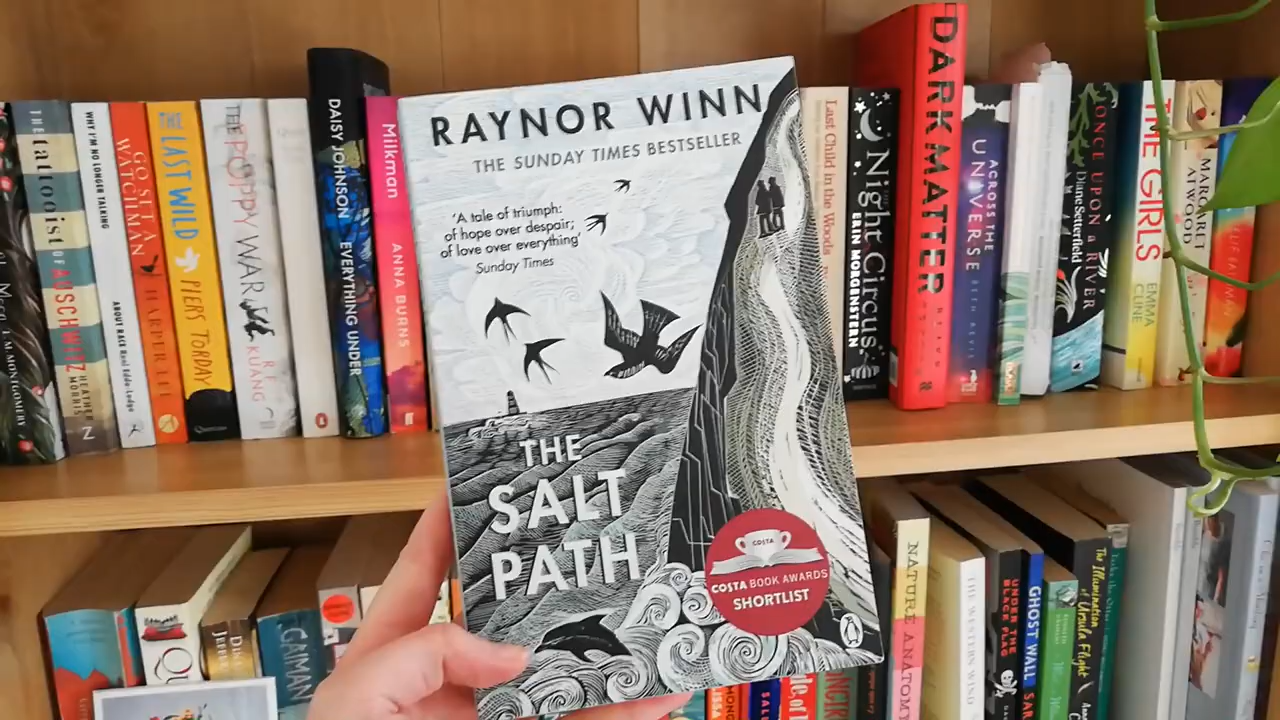 RAYNOR WINN
THE SUNDAY TIMES BESTSELLER
'A tale of triumph:
of hope over despair;
of love over everything'
Sunday Times
THE
SALT
PATH
COSTA
COSTA BOOK AWARDS
SHORTLIST
L.M. MONTGOMERY
THE tattooist OF AUSCHWITZ
HEATHER MORRIS
Z
WHY I'M NO LONGER TALKING
ABOUT RACE Reni Eddo-Lodge
GO SET A WATCHMAN
HARPER LEE
THE LAST WILD PIERS TORDAY
THE POPPY WAR
R.F. KUANG
DAISY JOHNSON EVERYTHING UNDER
Milkman ANNA BURNS
Last Child in the Woods
THE Night Circus
ERIN MORGENSTERN
DARK MATTER
ACROSS THE UNIVERSE BETH REVIS
ONCE UPON A RIVER
Diane Setterfield
THE GIRLS
EMMA CLINE
MARGARET ATWOOD
GAIMAN
NATURE ANATOMY
THE WESTERN WIND
UNDER THE BLACK FLAG
GHOST WALL
The Illumination of Ursula Flight